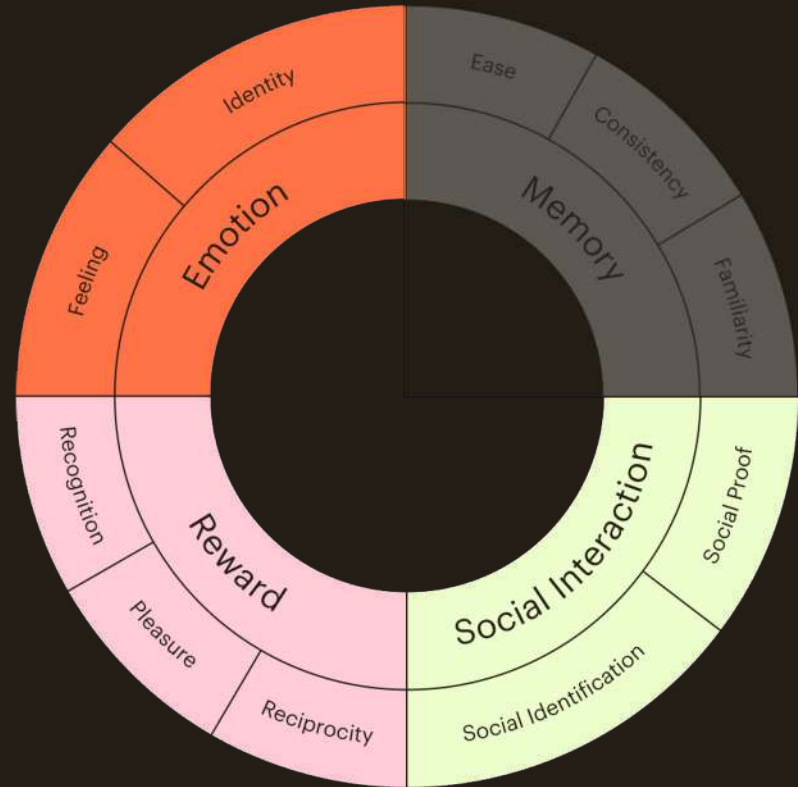 Identity
Ease
Consistency
Familiarity
Feeling
Emotion
Memory
Recognition
Reward
Social Interaction
Social Proof
Pleasure
Reciprocity
Social Identification